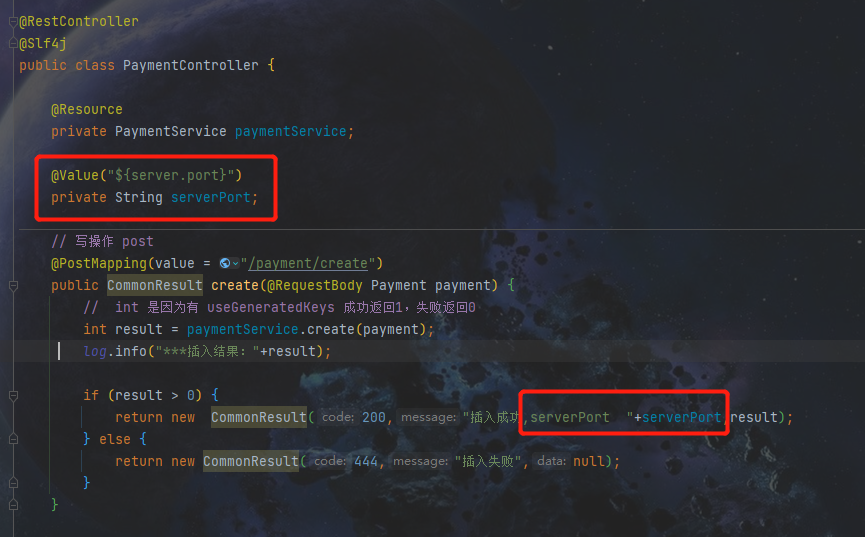 @RestController
@Slf4j
public class PaymentController {
@Resource
private PaymentService paymentService;
@Value("${server.port}")
private String serverPort;
// 写操作 post
@PostMapping(value = "/payment/create")
public CommonResult create(@RequestBody Payment payment) {
// int 是因为有 useGeneratedKeys 成功返回1，失败返回0
int result = paymentService.create(payment);
log.info("***插入结果："+result);
if (result > 0) {
return new CommonResult( code: 200, message: "插入成功,serverPort "+serverPort,result);
} else {
return new CommonResult( code: 444, message: "插入失败", data: null);
}
}